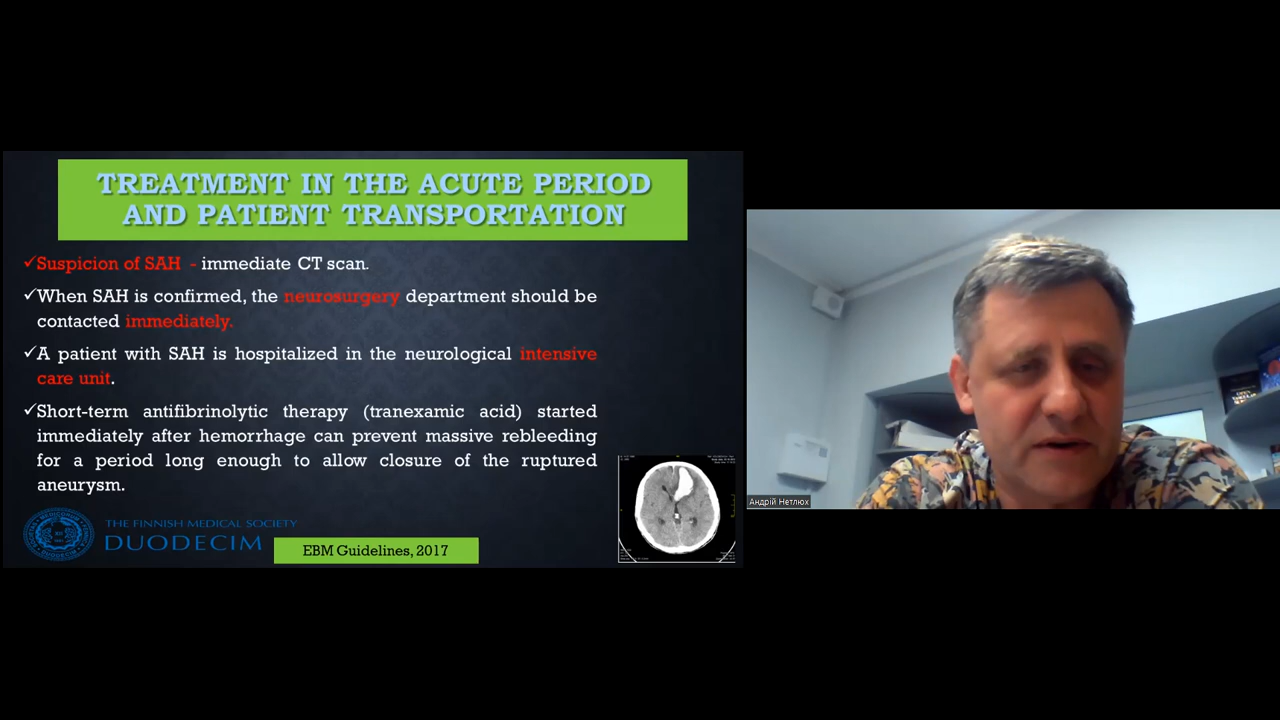 TREATMENT IN THE ACUTE PERIOD
AND PATIENT TRANSPORTATION
✓Suspicion of SAH - immediate CT scan.
✓When SAH is confirmed, the neurosurgery department should be
contacted immediately.
✓A patient with SAH is hospitalized in the neurological intensive
care unit.
✓Short-term antifibrinolytic therapy (tranexamic acid) started
immediately after hemorrhage can prevent massive rebleeding
for a period long enough to allow closure of the ruptured
aneurysm.
THE FINNISH MEDICAL SOCIETY
DUODECIM
EBM Guidelines, 2017
Андрій Нетлюх